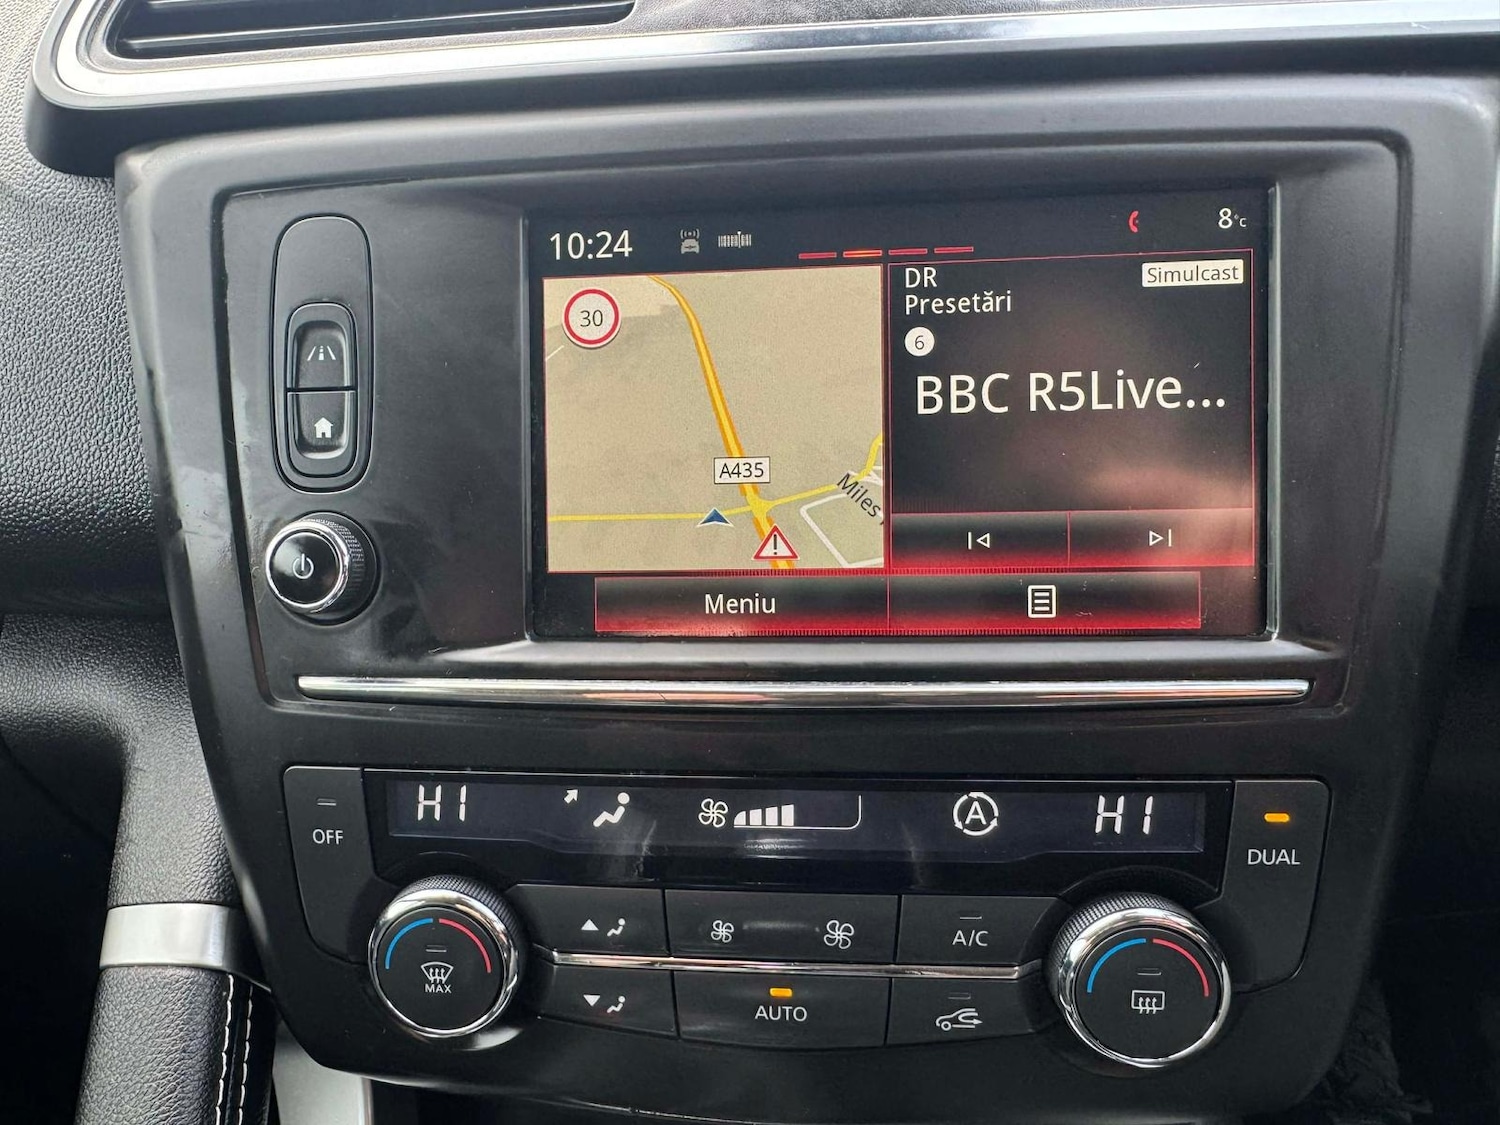 10:24
8°C
30
A435
Miles
DR
Simulcast
Presetări
6
BBC R5Live...
Meniu
HI
A
HI
OFF
DUAL
MAX
A/C
AUTO